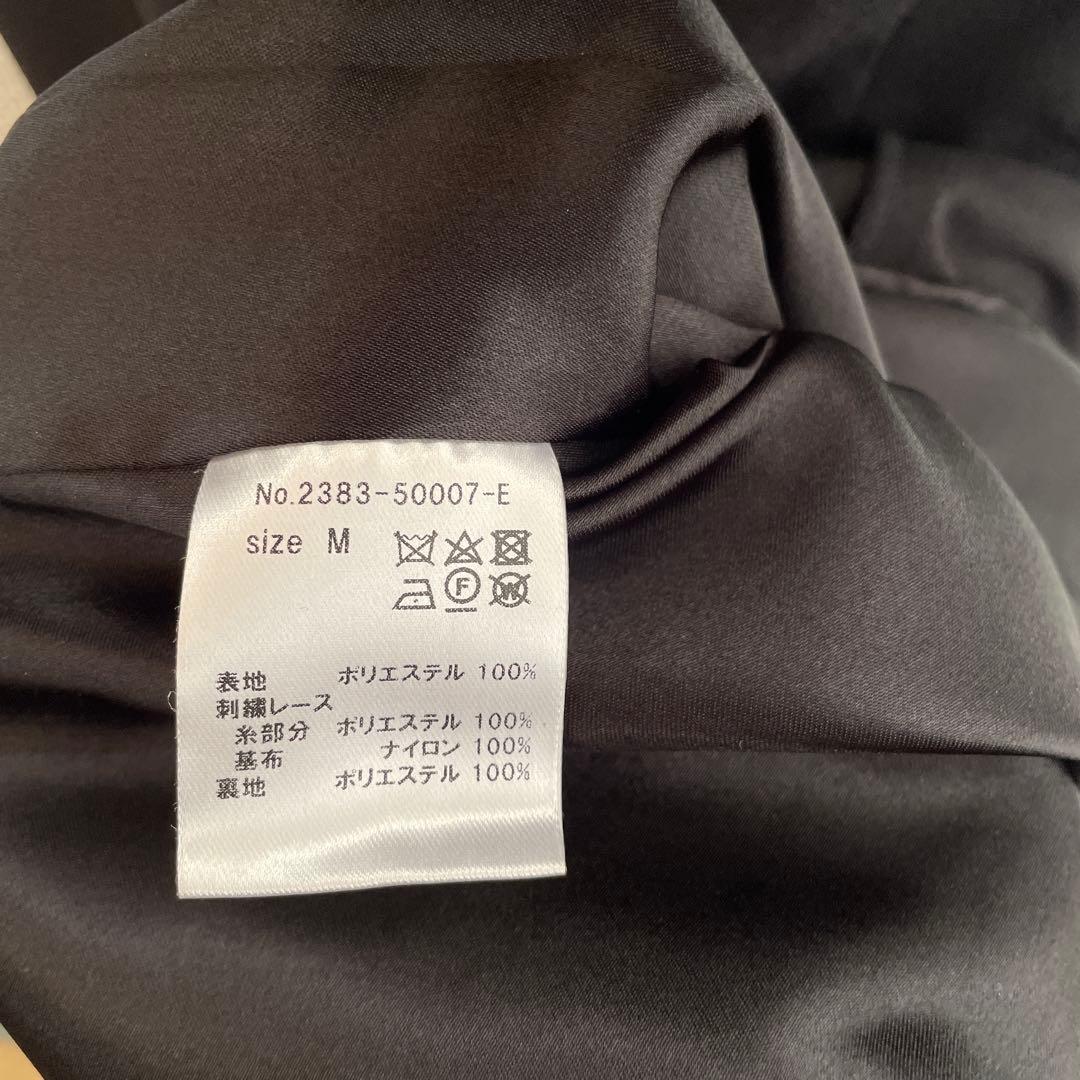 No.2383-50007-E
size M
F W
表地 ポリエステル 100%
刺繍レース
糸部分 ポリエステル 100%
基布 ナイロン 100%
裏地 ポリエステル 100%